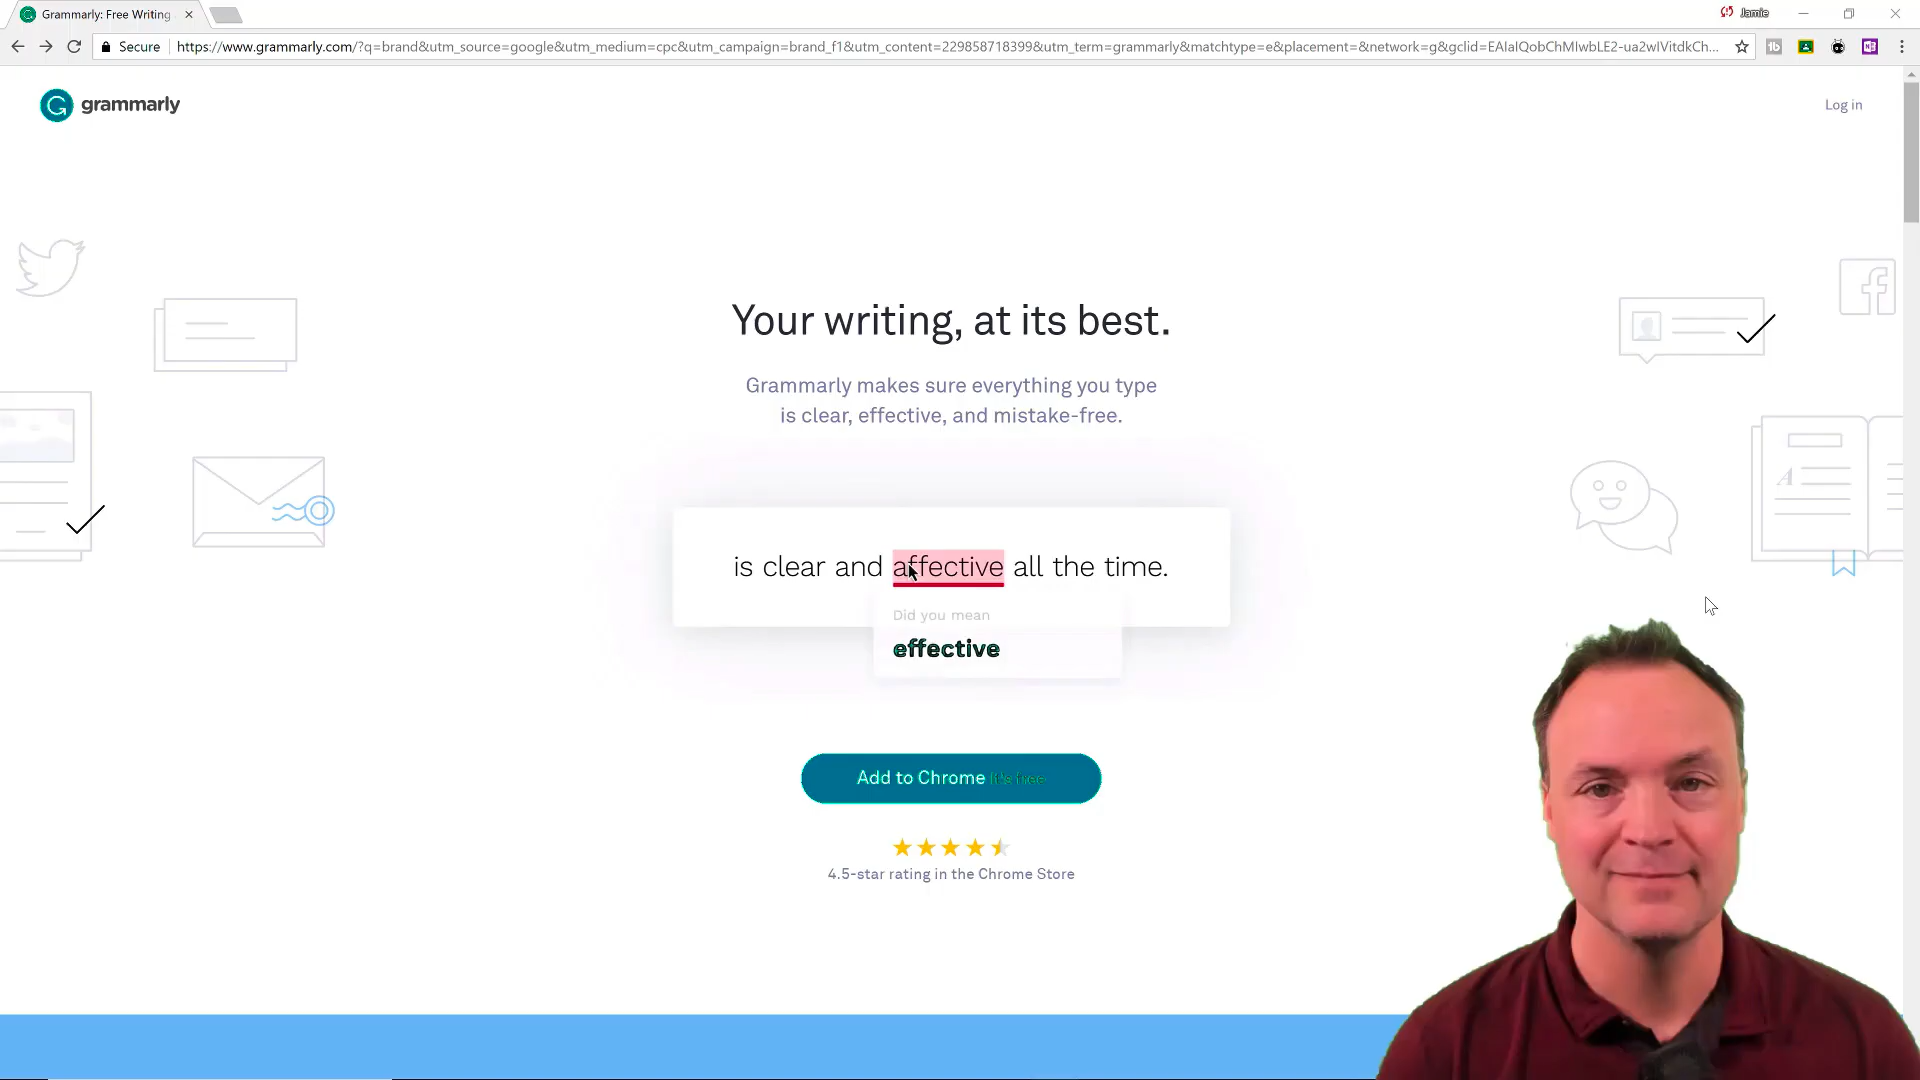 Grammarly: Free Writing
Jamie
Secure
https://www.grammarly.com/?q=brand&utm_source=google&utm_medium=cpc&utm_campaign=brand_f1&utm_content=229858718399&utm_term=grammarly&matchtype=e&placement=&network=g&gclid=EAIaIQobChMIwbLE2-ua2wIVitdkCh...
grammarly
Log in
Your writing, at its best.
Grammarly makes sure everything you type
is clear, effective, and mistake-free.
is clear and affective all the time.
Did you mean
effective
Add to Chrome It's free
4.5-star rating in the Chrome Store